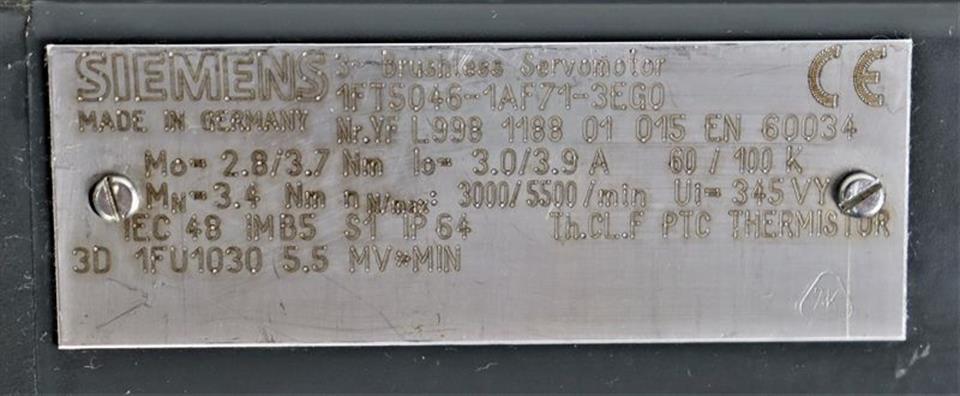 SIEMENS 3~ Brushless Servomotor
1FT5046-1AF71-3EG0
MADE IN GERMANY Nr.YF L998 1188 01 015 EN 60034
Mo= 2.8/3.7 Nm Io= 3.0/3.9 A 60 / 100 K
MN=3.4 Nm nN/max: 3000/5500/min Ui= 345 VY
IEC 48 IMB5 S1 IP 64 Th.CL.F PTC THERMISTOR
3D 1FU1030 5.5 MV*MIN
CE